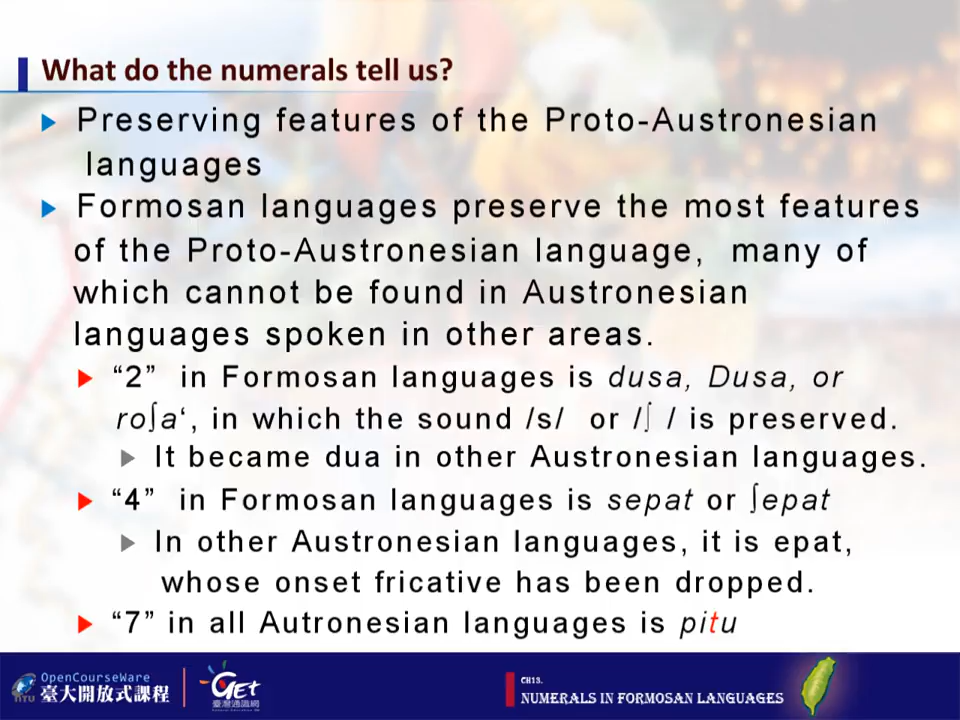 What do the numerals tell us?
Preserving features of the Proto-Austronesian
languages
Formosan languages preserve the most features
of the Proto-Austronesian language, many of
which cannot be found in Austronesian
languages spoken in other areas.
“2” in Formosan languages is dusa, Dusa, or
roʃa‘, in which the sound /s/ or /ʃ / is preserved.
It became dua in other Austronesian languages.
“4” in Formosan languages is sepat or ʃepat
In other Austronesian languages, it is epat,
whose onset fricative has been dropped.
“7” in all Autronesian languages is pitu
OpenCourseWare
NTU 臺大開放式課程
GET
臺灣通識網
CH13.
NUMERALS IN FORMOSAN LANGUAGES